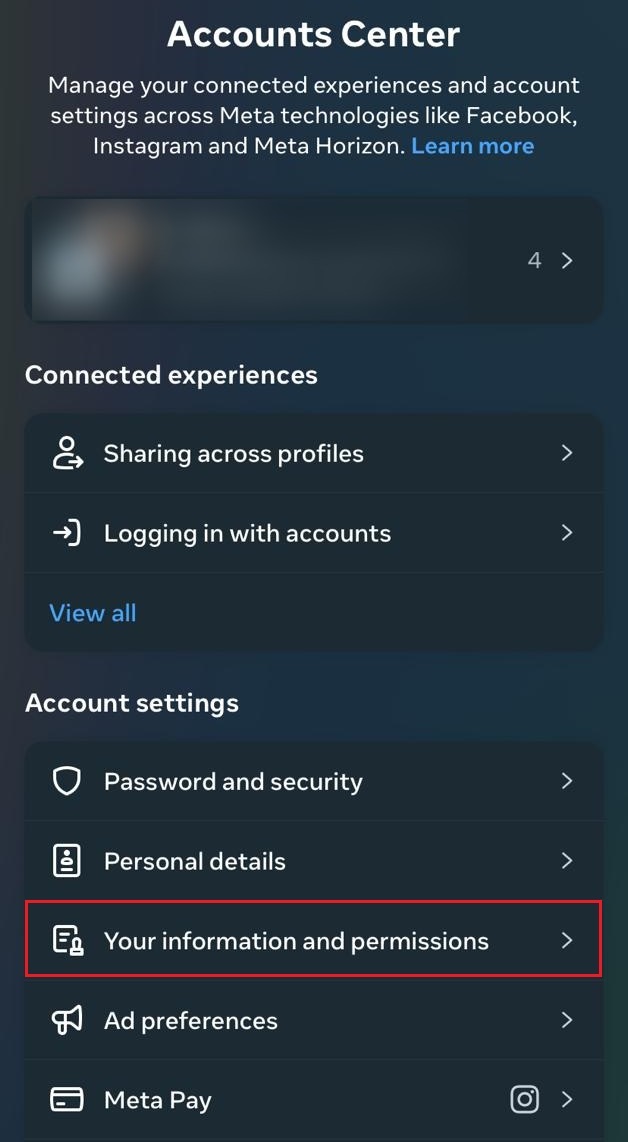 Accounts Center
Manage your connected experiences and account
settings across Meta technologies like Facebook,
Instagram and Meta Horizon. Learn more
4
Connected experiences
Sharing across profiles
Logging in with accounts
View all
Account settings
Password and security
Personal details
Your information and permissions
Ad preferences
Meta Pay